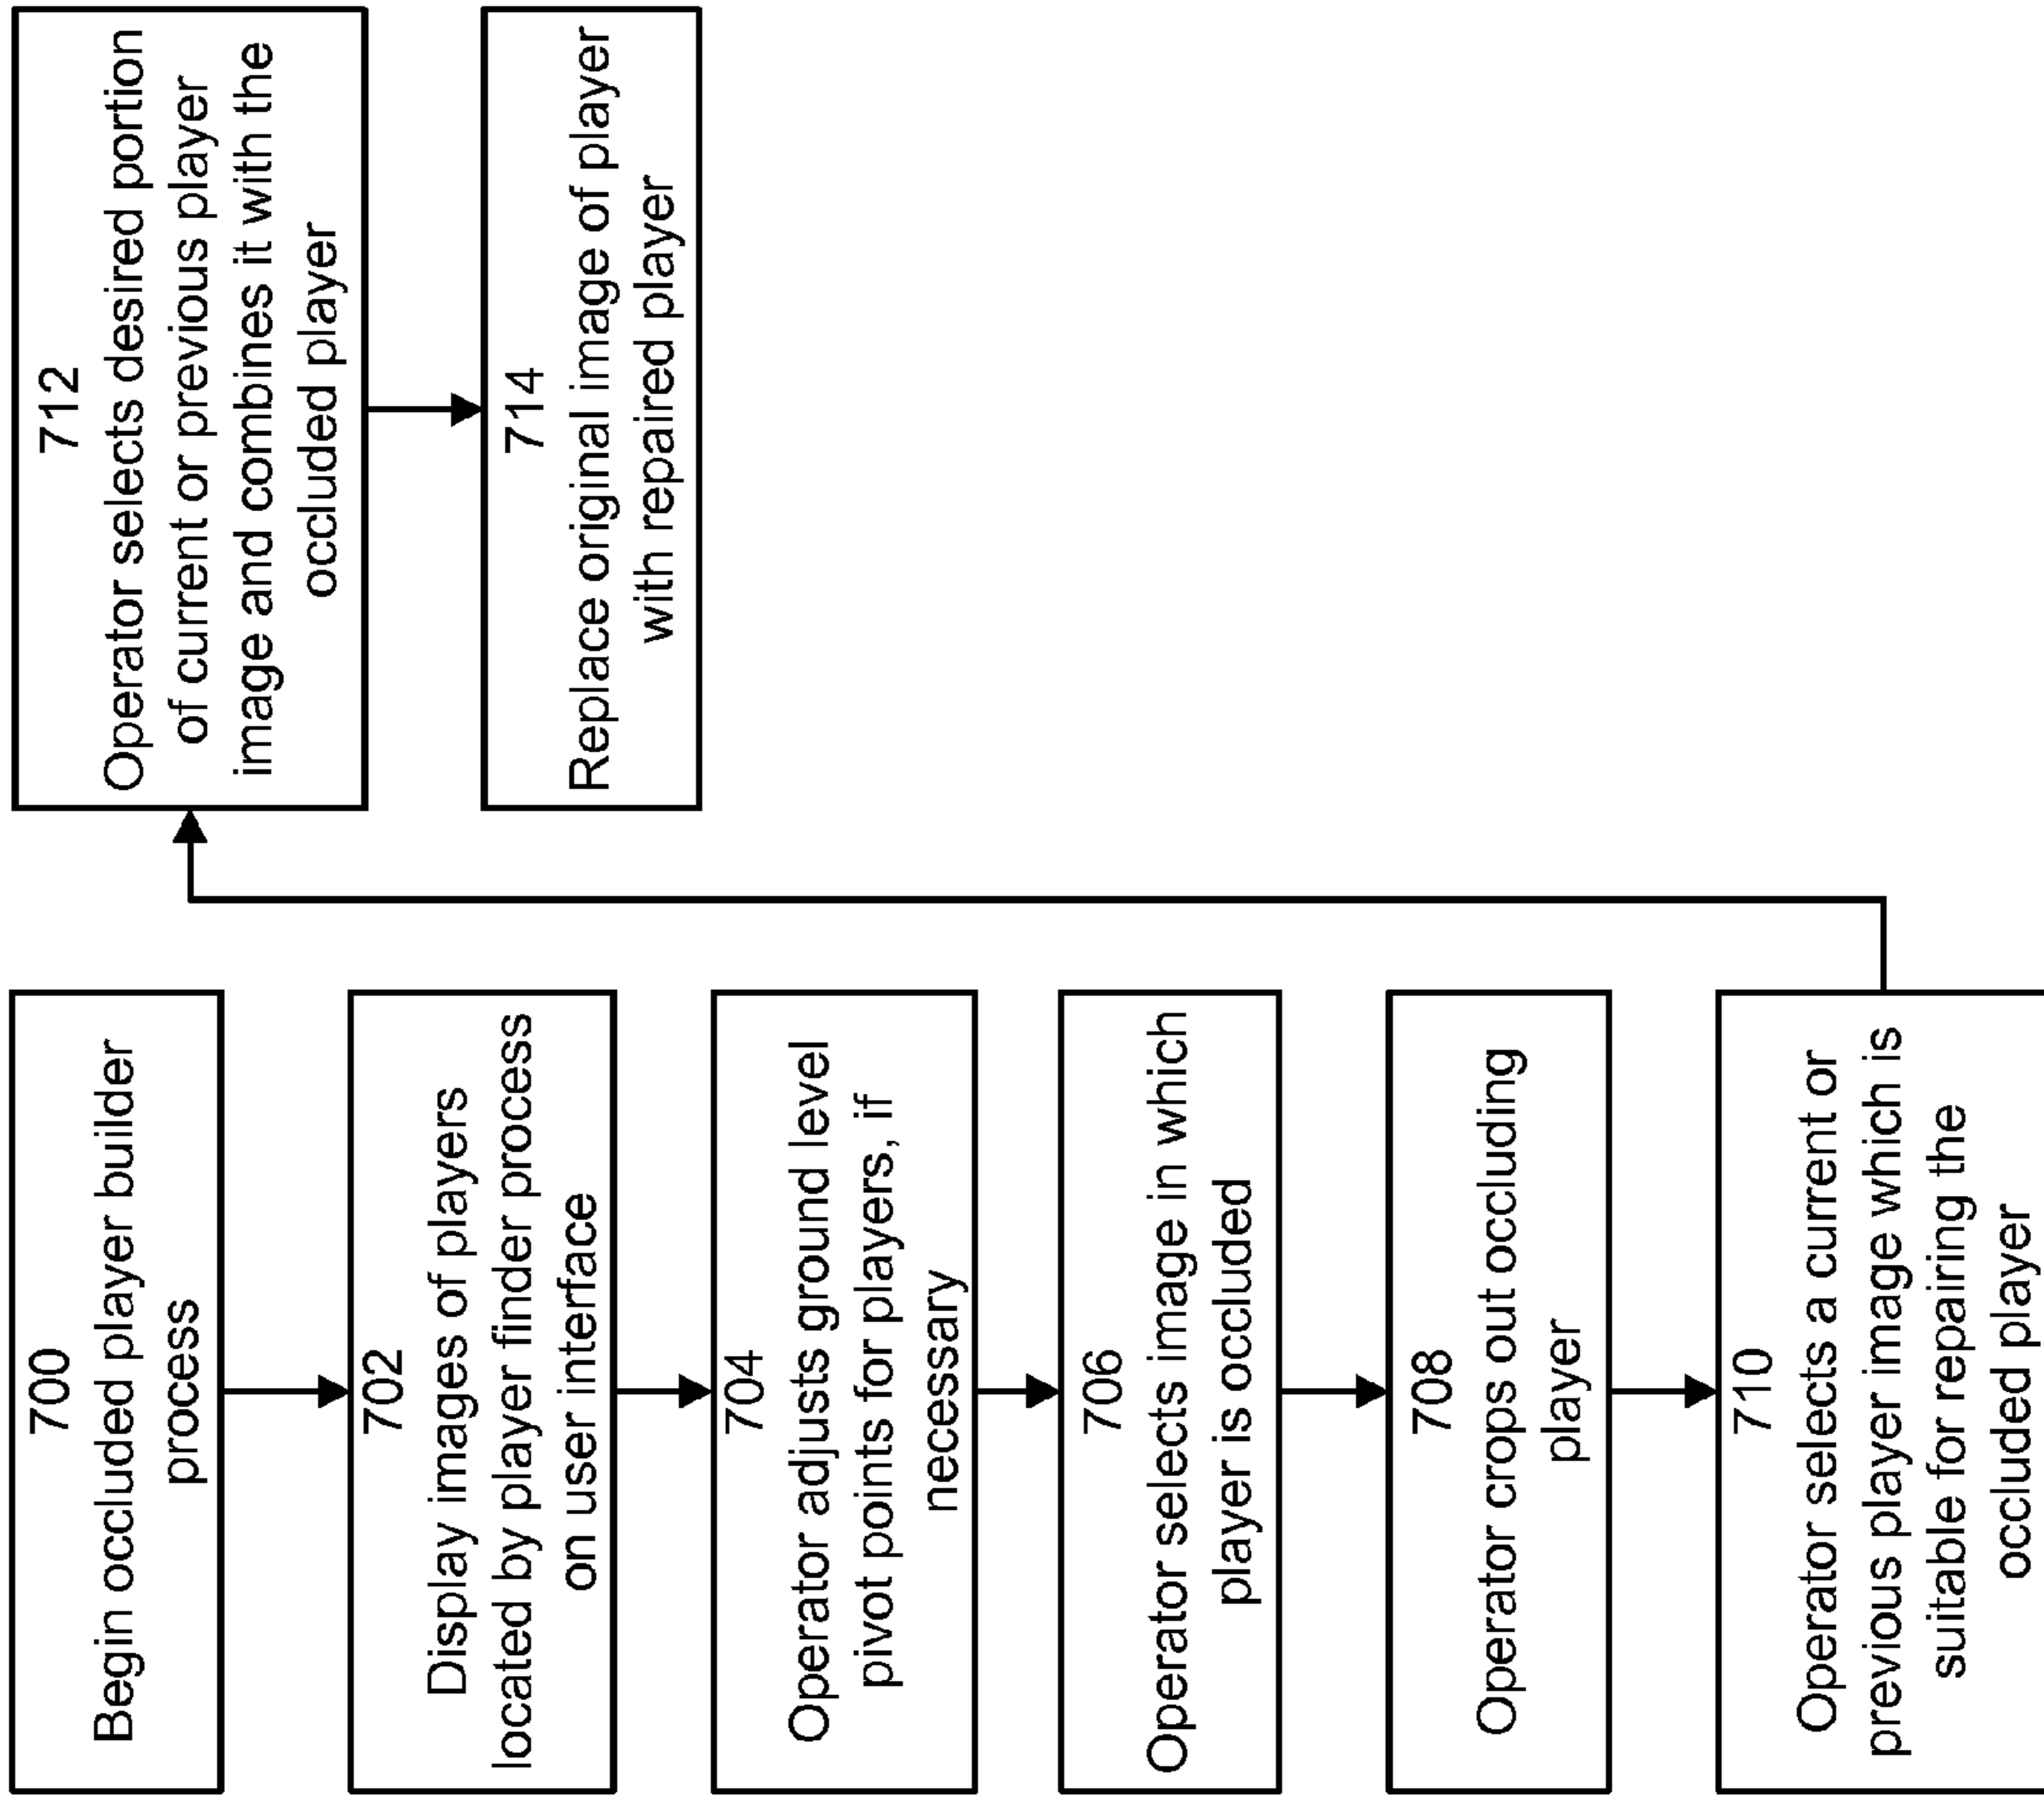 700
Begin occluded player builder
process
702
Display images of players
located by player finder process
on user interface
704
Operator adjusts ground level
pivot points for players, if
necessary
706
Operator selects image in which
player is occluded
708
Operator crops out occluding
player
710
Operator selects a current or
previous player image which is
suitable for repairing the
occluded player
712
Operator selects desired portion
of current or previous player
image and combines it with the
occluded player
714
Replace original image of player
with repaired player